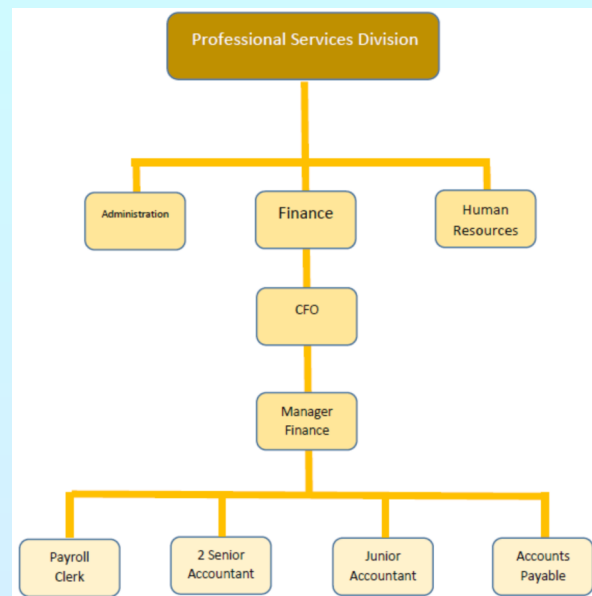 Professional Services Division
Administration
Finance
Human
Resources
CFO
Manager
Finance
Payroll
Clerk
2 Senior
Accountant
Junior
Accountant
Accounts
Payable